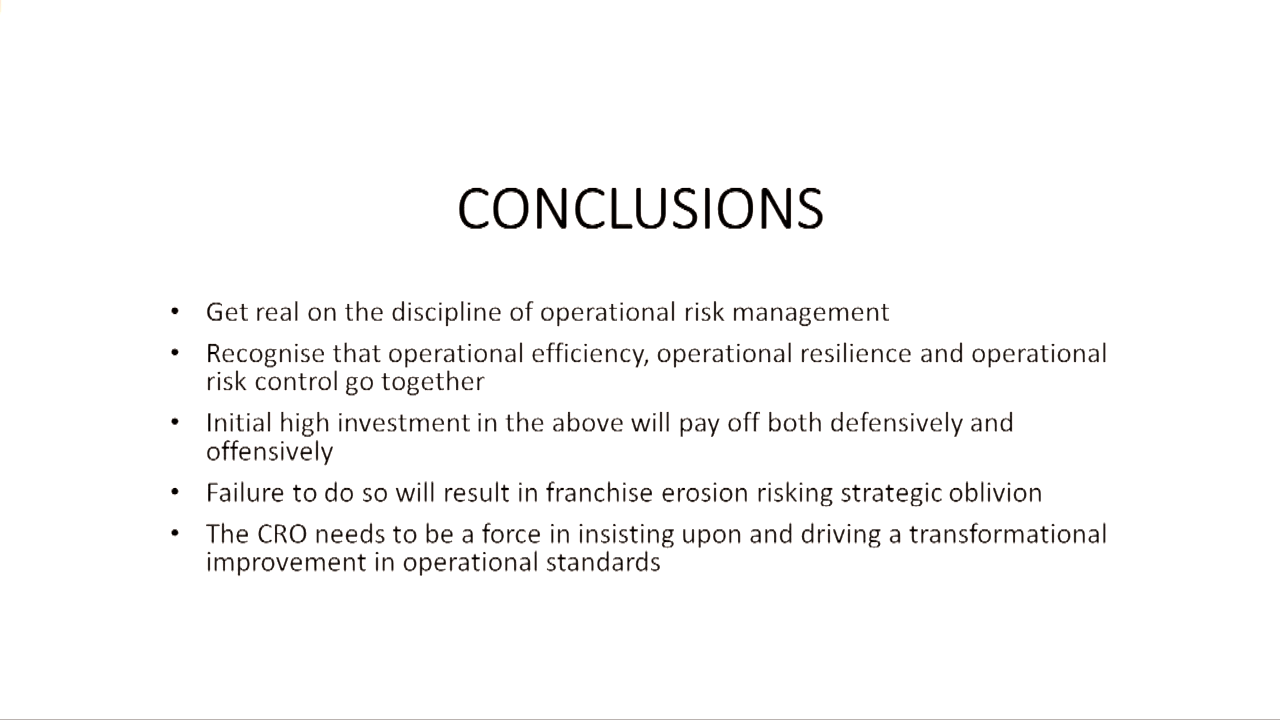 CONCLUSIONS
• Get real on the discipline of operational risk management
• Recognise that operational efficiency, operational resilience and operational
risk control go together
• Initial high investment in the above will pay off both defensively and
offensively
• Failure to do so will result in franchise erosion risking strategic oblivion
• The CRO needs to be a force in insisting upon and driving a transformational
improvement in operational standards